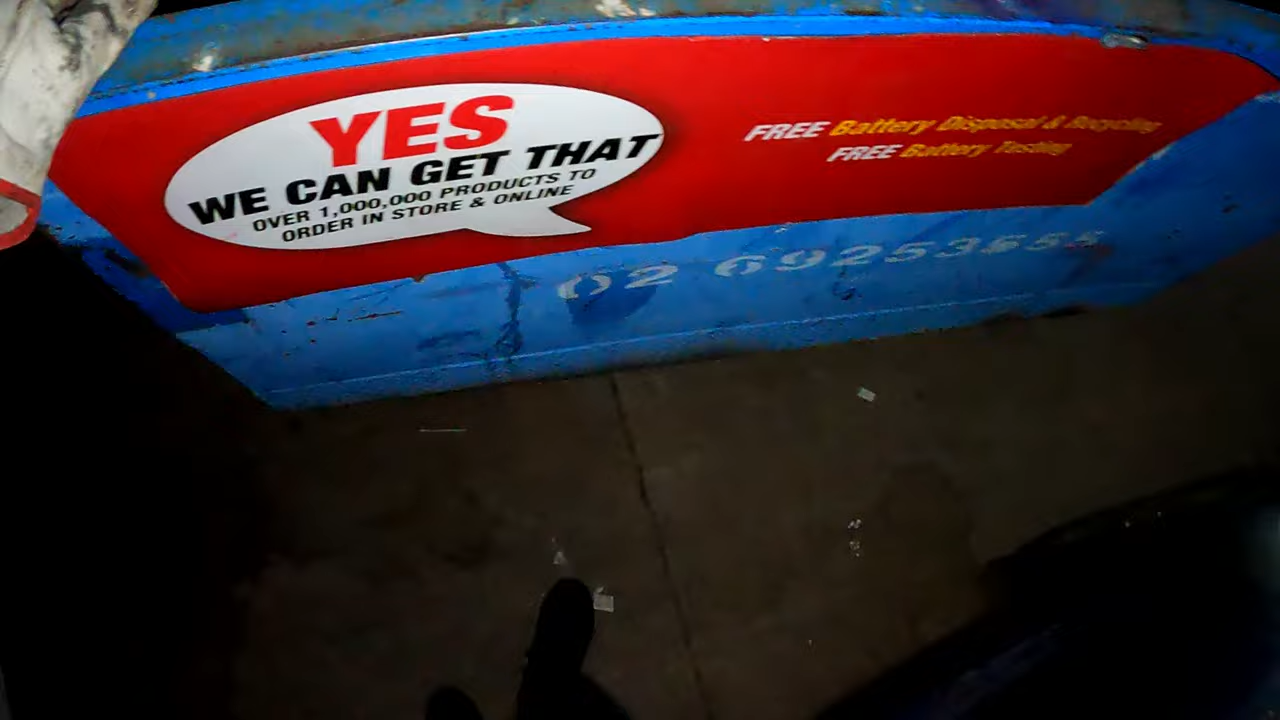 YES
WE CAN GET THAT
OVER 1,000,000 PRODUCTS TO
ORDER IN STORE & ONLINE
FREE Battery Disposal & Recycling
FREE Battery Testing
02 69253685